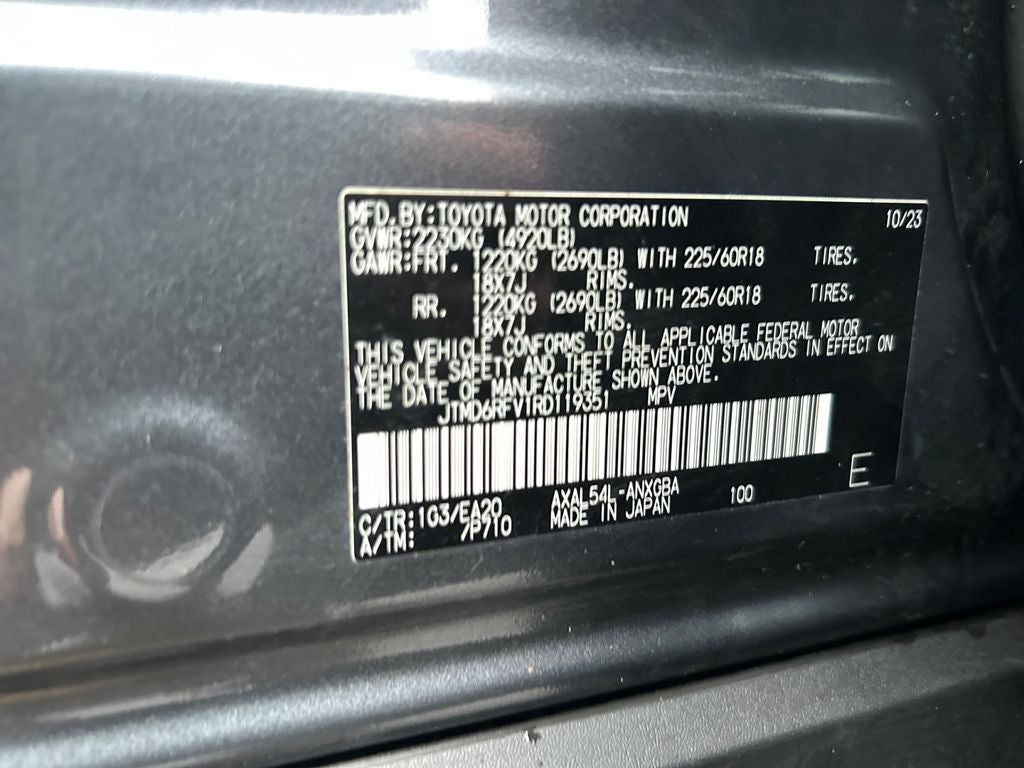 MFD. BY: TOYOTA MOTOR CORPORATION 10/23
GVWR: 2230KG (4920LB)
GAWR: FRT. 1220KG (2690LB) WITH 225/60R18 TIRES,
18X7J RIMS.
RR. 1220KG (2690LB) WITH 225/60R18 TIRES,
18X7J RIMS.
THIS VEHICLE CONFORMS TO ALL APPLICABLE FEDERAL MOTOR
VEHICLE SAFETY AND THEFT PREVENTION STANDARDS IN EFFECT ON
THE DATE OF MANUFACTURE SHOWN ABOVE.
JTMD6RFV1RD119351 MPV
E
C/TR: 1G3/EA20 AXAL54L-ANXGBA 100
A/TM: 7P710 MADE IN JAPAN